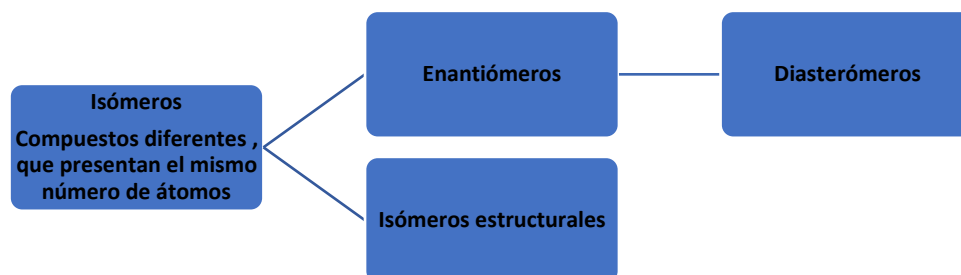 Isómeros
Compuestos diferentes ,
que presentan el mismo
número de átomos
Enantiómeros
Diasterómeros
Isómeros estructurales